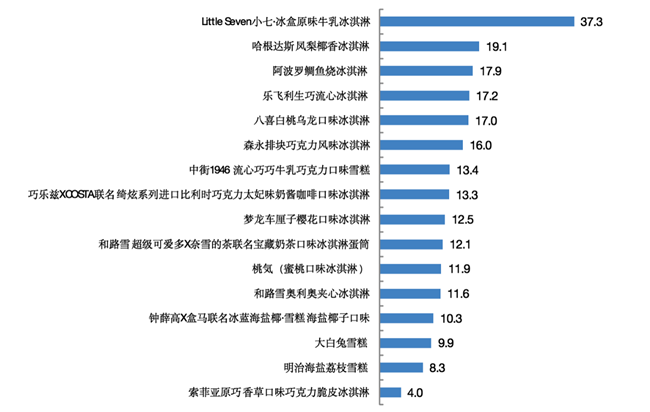 Little Seven小七·冰盒原味牛乳冰淇淋 37.3
哈根达斯凤梨椰香冰淇淋 19.1
阿波罗鲷鱼烧冰淇淋 17.9
乐飞利生巧流心冰淇淋 17.2
八喜白桃乌龙口味冰淇淋 17.0
森永排块巧克力风味冰淇淋 16.0
中街1946 流心巧巧牛乳巧克力口味雪糕 13.4
巧乐兹XCOSTA联名 绮炫系列进口比利时巧克力太妃味奶酱咖啡口味冰淇淋 13.3
梦龙车厘子樱花口味冰淇淋 12.5
和路雪 超级可爱多X奈雪的茶联名宝藏奶茶口味冰淇淋蛋筒 12.1
桃気（蜜桃口味冰淇淋） 11.9
和路雪奥利奥夹心冰淇淋 11.6
钟薛高X盒马联名冰蓝海盐椰·雪糕 海盐椰子口味 10.3
大白兔雪糕 9.9
明治海盐荔枝雪糕 8.3
索菲亚原巧 香草口味巧克力脆皮冰淇淋 4.0